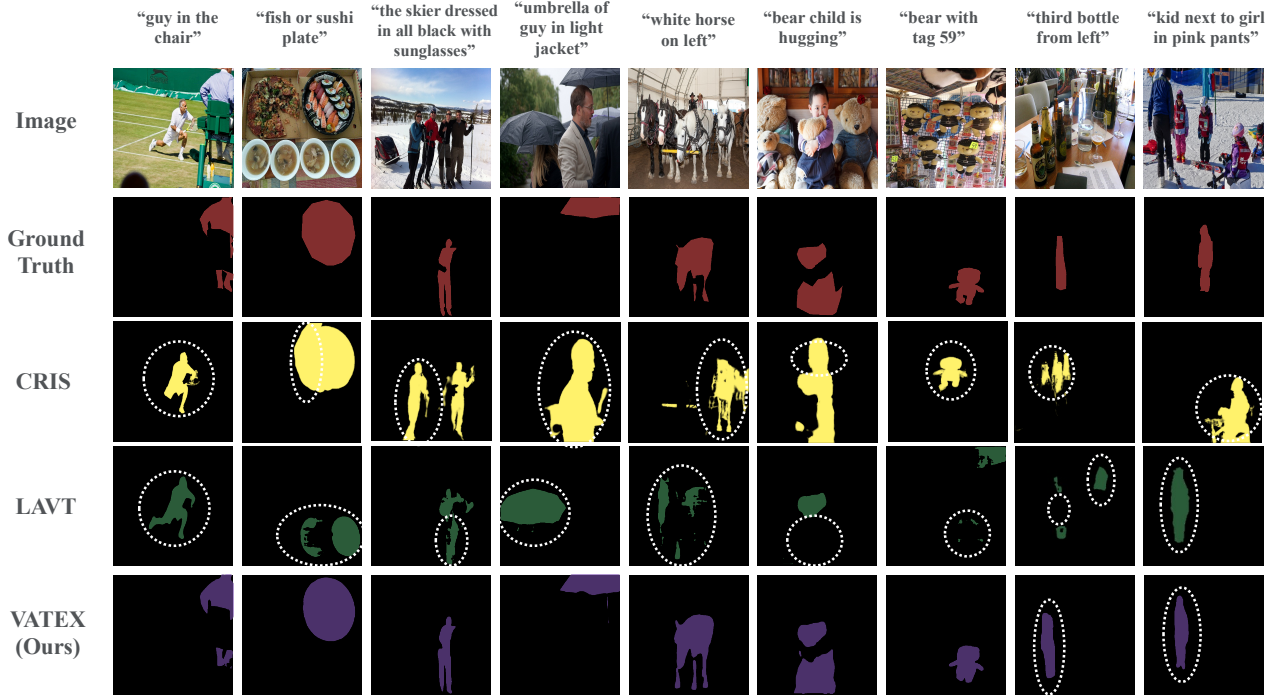 “guy in the
chair”
“fish or sushi
plate”
“the skier dressed
in all black with
sunglasses”
“umbrella of
guy in light
jacket”
“white horse
on left”
“bear child is
hugging”
“bear with
tag 59”
“third bottle
from left”
“kid next to girl
in pink pants”
Image
Ground
Truth
CRIS
LAVT
VATEX
(Ours)